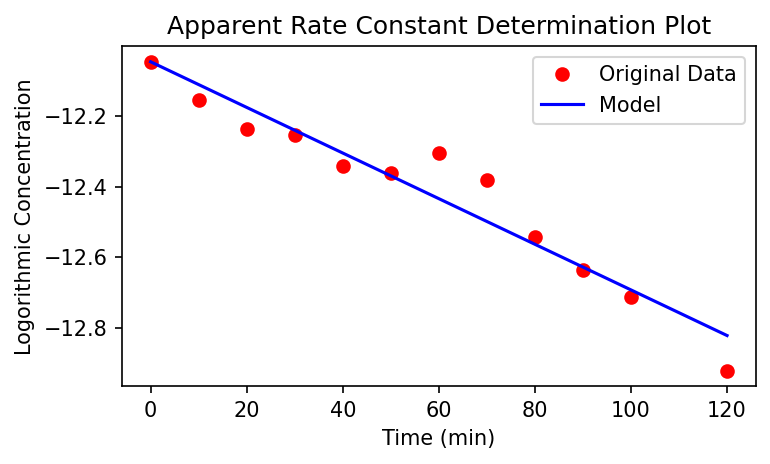 Apparent Rate Constant Determination Plot
Original Data
Model
−12.2
−12.4
−12.6
−12.8
Logorithmic Concentration
0 20 40 60 80 100 120
Time (min)